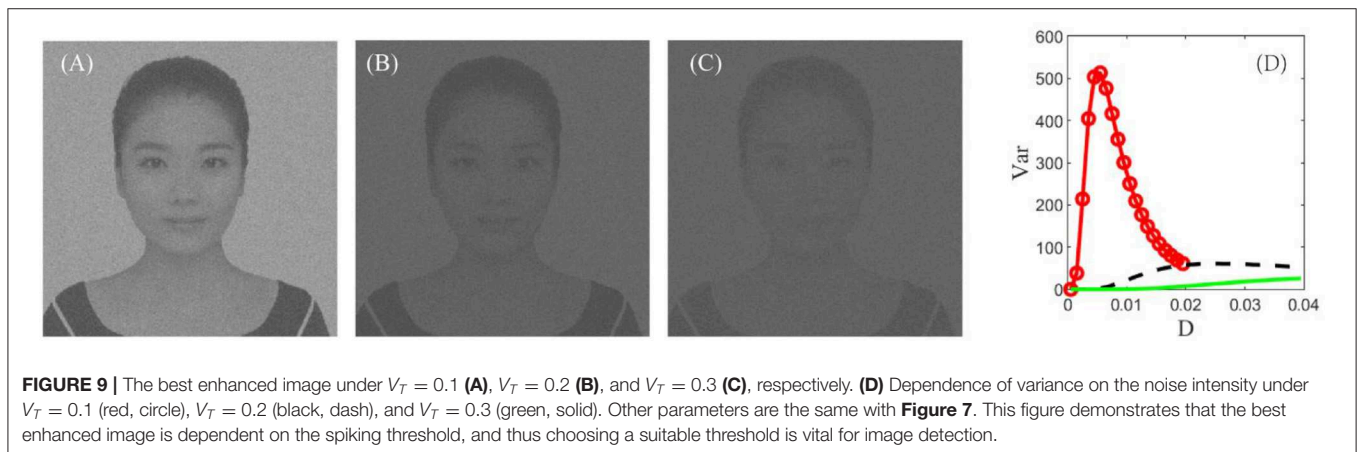 (A)
(B)
(C)
(D)
600
500
400
300
200
100
0
Var
0
0.01
0.02
0.03
0.04
D
FIGURE 9 | The best enhanced image under V_T = 0.1 (A), V_T = 0.2 (B), and V_T = 0.3 (C), respectively. (D) Dependence of variance on the noise intensity under
V_T = 0.1 (red, circle), V_T = 0.2 (black, dash), and V_T = 0.3 (green, solid). Other parameters are the same with Figure 7. This figure demonstrates that the best
enhanced image is dependent on the spiking threshold, and thus choosing a suitable threshold is vital for image detection.